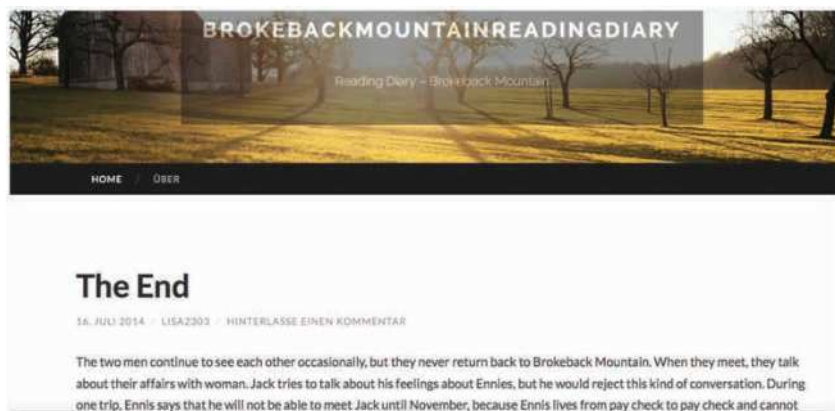 BROKEBACKMOUNTAINREADINGDIARY
Reading Diary – Brokeback Mountain
HOME / ÜBER
The End
16. JULI 2014 / LISA2303 / HINTERLASSE EINEN KOMMENTAR
The two men continue to see each other occasionally, but they never return back to Brokeback Mountain. When they meet, they talk
about their affairs with woman. Jack tries to talk about his feelings about Ennies, but he would reject this kind of conversation. During
one trip, Ennis says that he will not be able to meet Jack until November, because Ennis lives from pay check to pay check and cannot